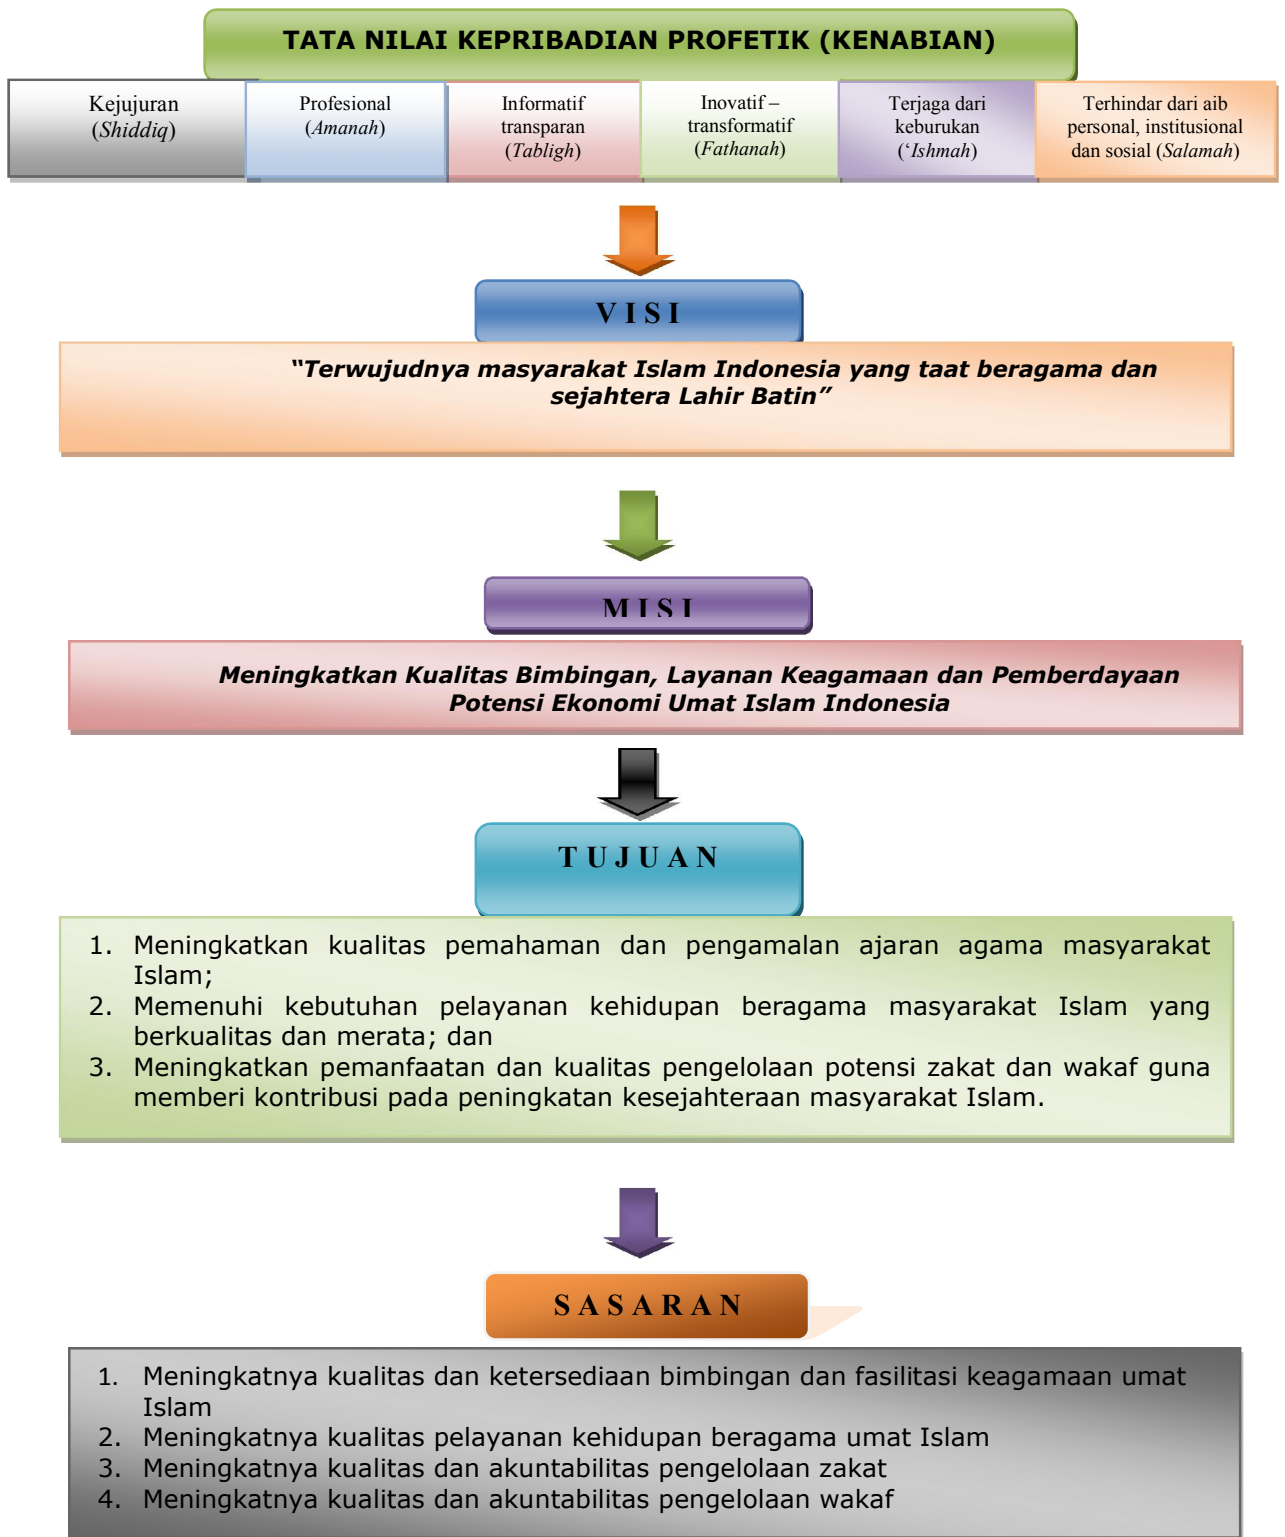 TATA NILAI KEPRIBADIAN PROFETIK (KENABIAN)
Kejujuran
(Shiddiq)
Profesional
(Amanah)
Informatif
transparan
(Tabligh)
Inovatif –
transformatif
(Fathanah)
Terjaga dari
keburukan
(‘Ishmah)
Terhindar dari aib
personal, institusional
dan sosial (Salamah)
V I S I
“Terwujudnya masyarakat Islam Indonesia yang taat beragama dan
sejahtera Lahir Batin”
M I S I
Meningkatkan Kualitas Bimbingan, Layanan Keagamaan dan Pemberdayaan
Potensi Ekonomi Umat Islam Indonesia
T U J U A N
1. Meningkatkan kualitas pemahaman dan pengamalan ajaran agama masyarakat
Islam;
2. Memenuhi kebutuhan pelayanan kehidupan beragama masyarakat Islam yang
berkualitas dan merata; dan
3. Meningkatkan pemanfaatan dan kualitas pengelolaan potensi zakat dan wakaf guna
memberi kontribusi pada peningkatan kesejahteraan masyarakat Islam.
S A S A R A N
1. Meningkatnya kualitas dan ketersediaan bimbingan dan fasilitasi keagamaan umat
Islam
2. Meningkatnya kualitas pelayanan kehidupan beragama umat Islam
3. Meningkatnya kualitas dan akuntabilitas pengelolaan zakat
4. Meningkatnya kualitas dan akuntabilitas pengelolaan wakaf